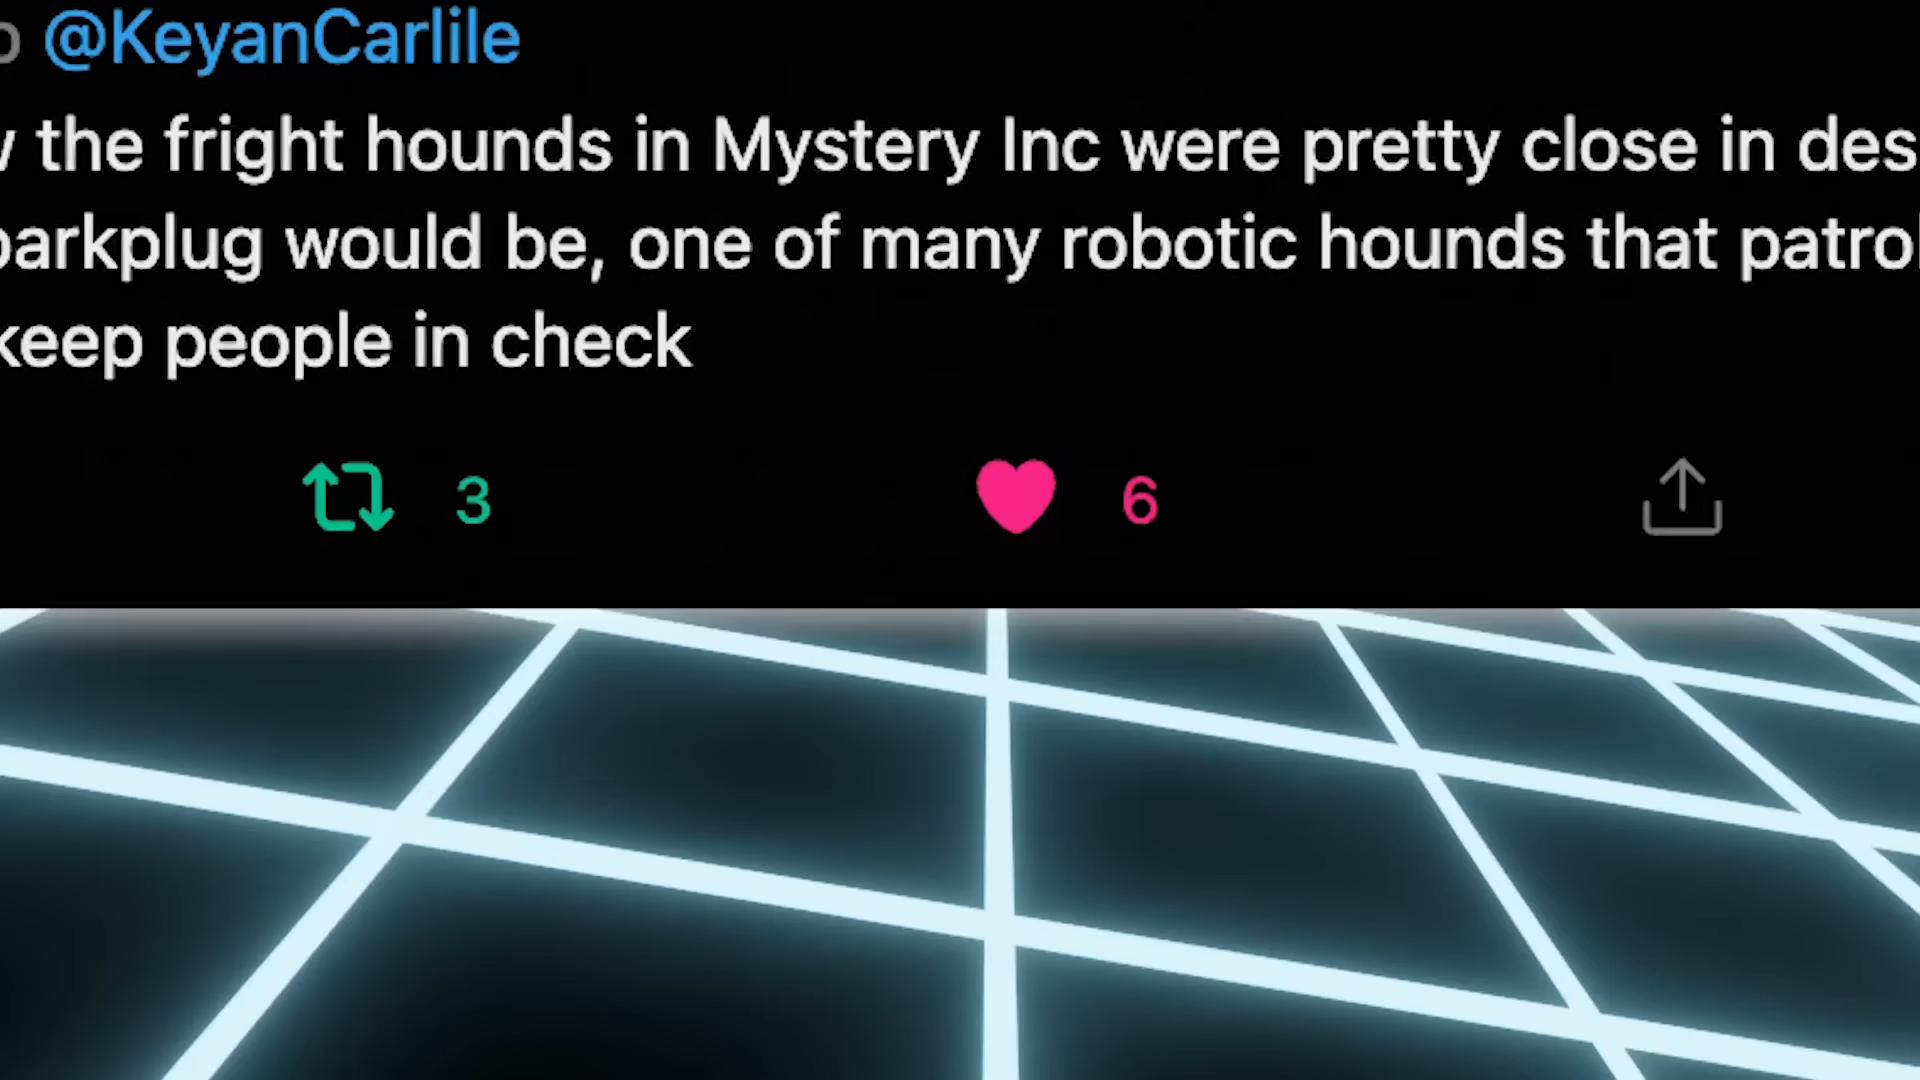 @KeyanCarlile
the fright hounds in Mystery Inc were pretty close in des
parkplug would be, one of many robotic hounds that patrol
keep people in check
3 6